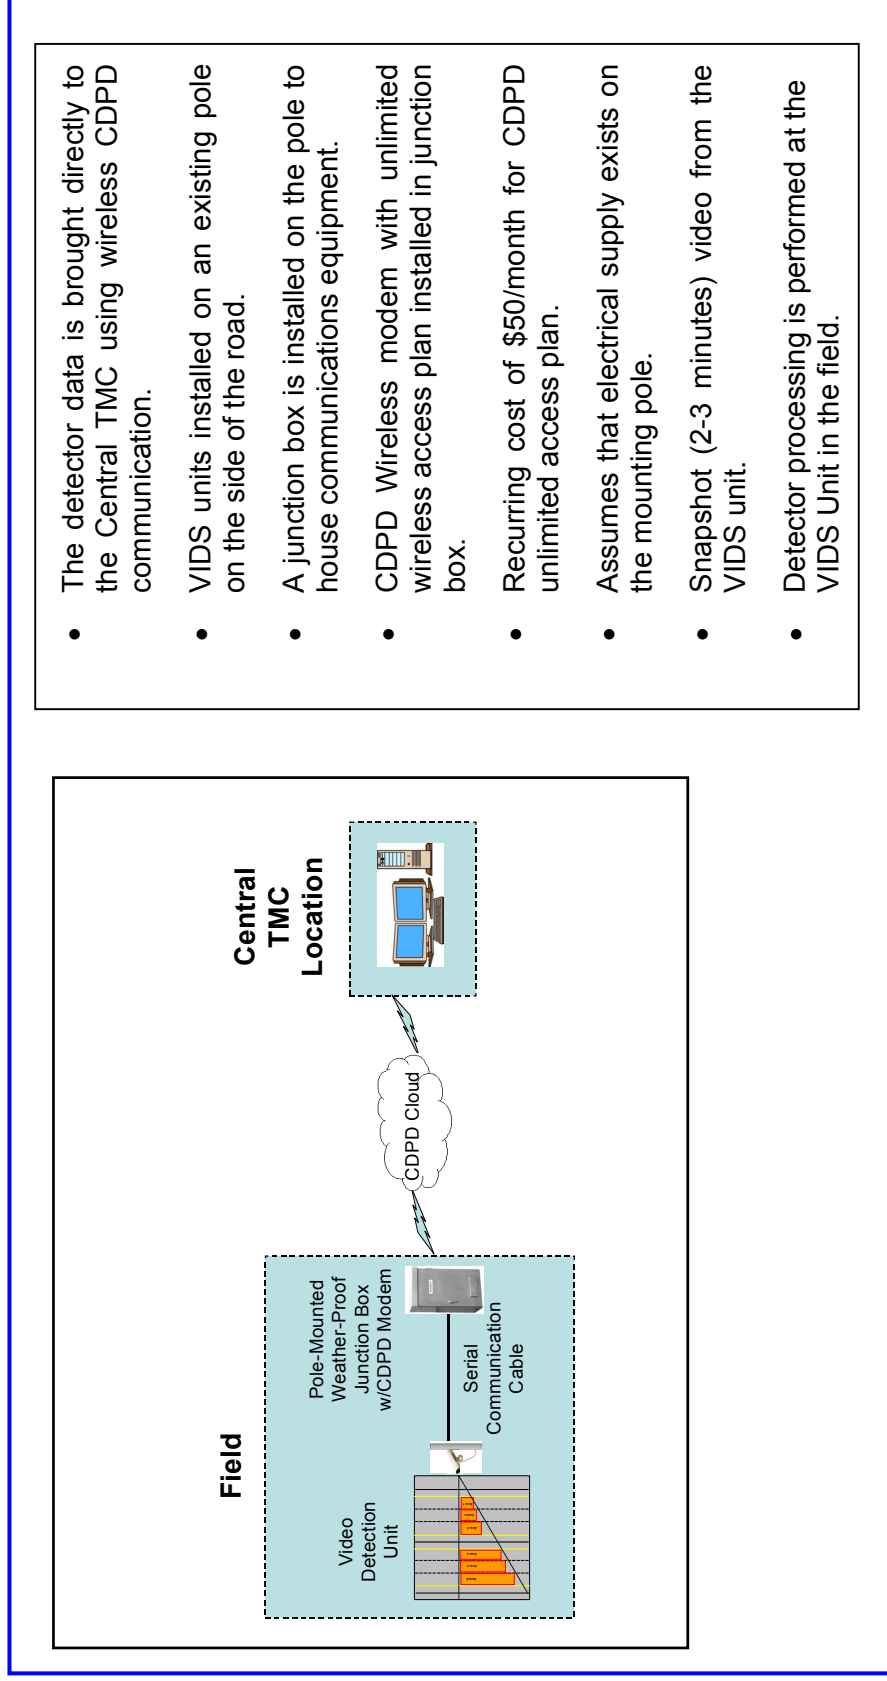 Field
Central
TMC
Location
Video
Detection
Unit
Pole-Mounted
Weather-Proof
Junction Box
w/CDPD Modem
Serial
Communication
Cable
CDPD Cloud
• The detector data is brought directly to
the Central TMC using wireless CDPD
communication.
• VIDS units installed on an existing pole
on the side of the road.
• A junction box is installed on the pole to
house communications equipment.
• CDPD Wireless modem with unlimited
wireless access plan installed in junction
box.
• Recurring cost of $50/month for CDPD
unlimited access plan.
• Assumes that electrical supply exists on
the mounting pole.
• Snapshot (2-3 minutes) video from the
VIDS unit.
• Detector processing is performed at the
VIDS Unit in the field.